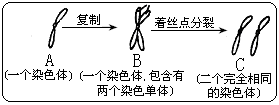 复制
着丝点分裂
A
B
C
(一个染色体)
(一个染色体,包含有
两个染色单体)
(二个完全相同
的染色体)